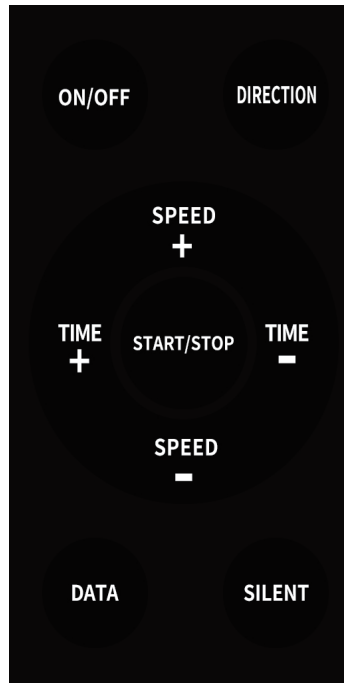 ON/OFF
DIRECTION
SPEED
+
TIME
+
START/STOP
TIME
-
SPEED
-
DATA
SILENT